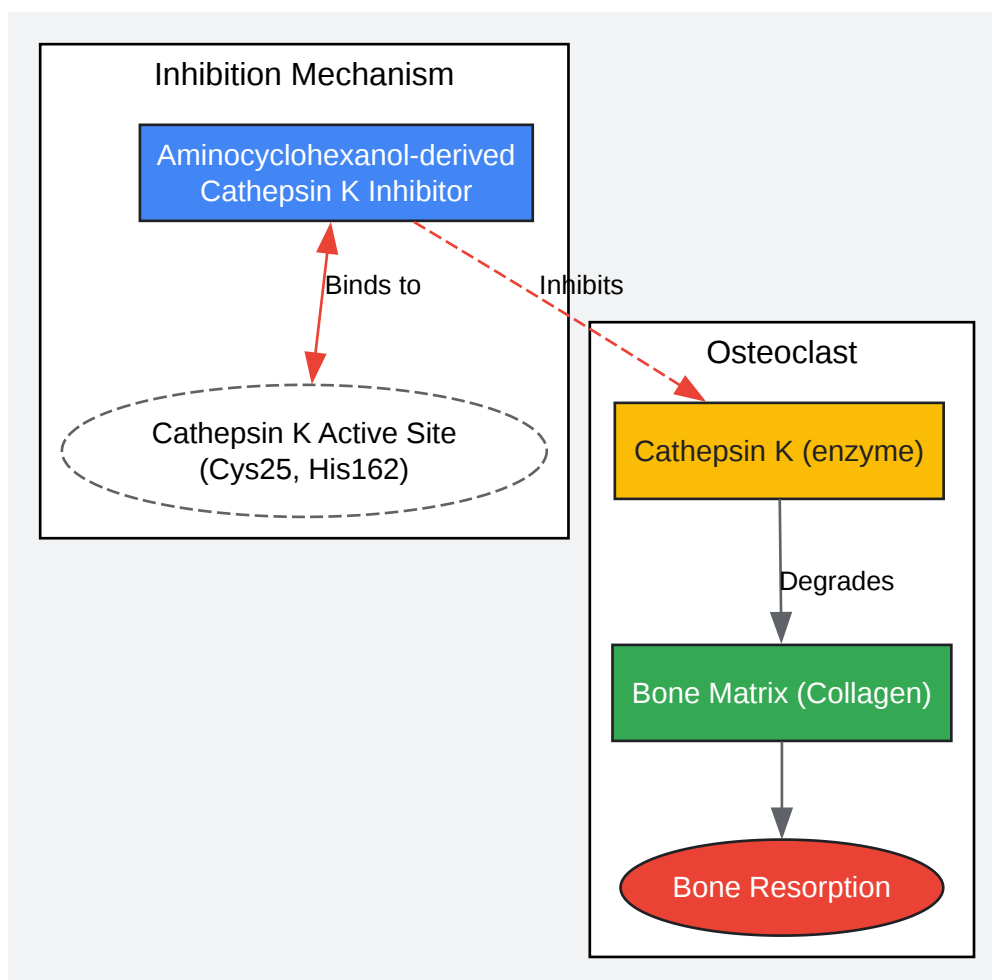 Inhibition Mechanism
Aminocyclohexanol-derived
Cathepsin K Inhibitor
Binds to
Inhibits
Cathepsin K Active Site
(Cys25, His162)
Osteoclast
Cathepsin K (enzyme)
Degrades
Bone Matrix (Collagen)
Bone Resorption